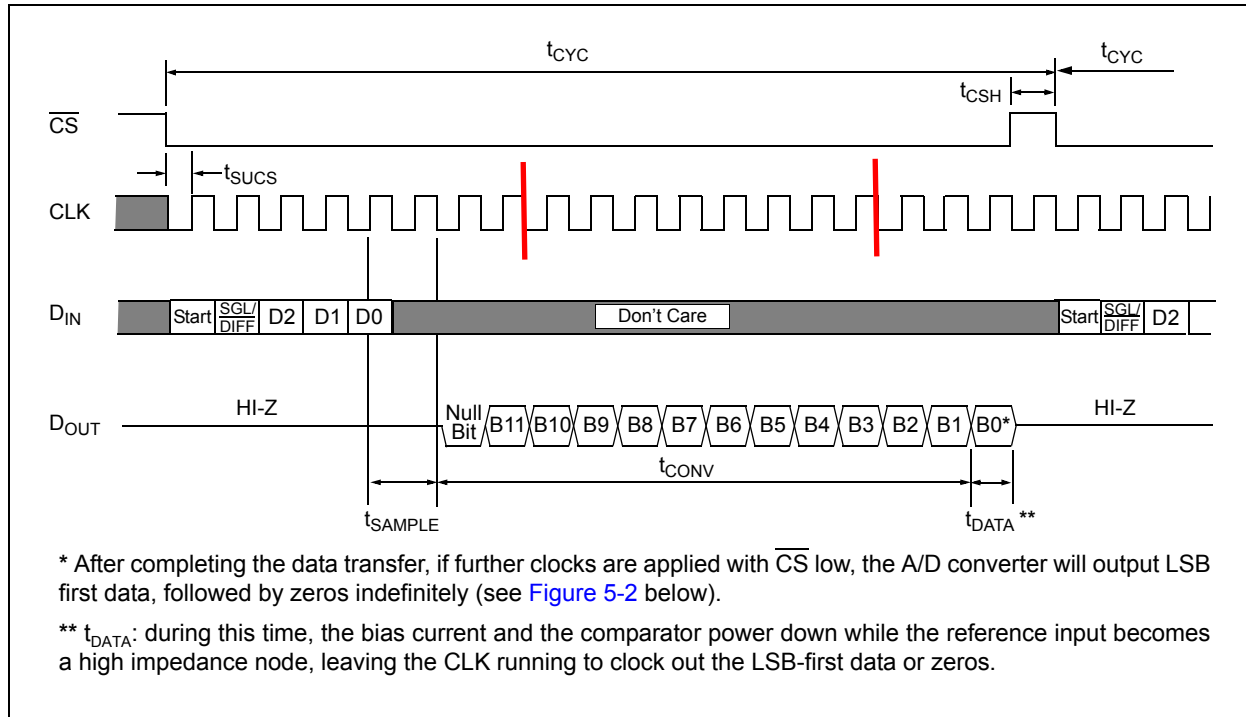 tCYC
tCYC
tCSH
CS
tSUCS
CLK
DIN
Start SGL/DIFF D2 D1 D0 Don't Care Start SGL/DIFF D2
HI-Z
HI-Z
DOUT
Null Bit B11 B10 B9 B8 B7 B6 B5 B4 B3 B2 B1 B0*
tCONV
tSAMPLE
tDATA **
* After completing the data transfer, if further clocks are applied with CS low, the A/D converter will output LSB
first data, followed by zeros indefinitely (see Figure 5-2 below).
** tDATA: during this time, the bias current and the comparator power down while the reference input becomes
a high impedance node, leaving the CLK running to clock out the LSB-first data or zeros.